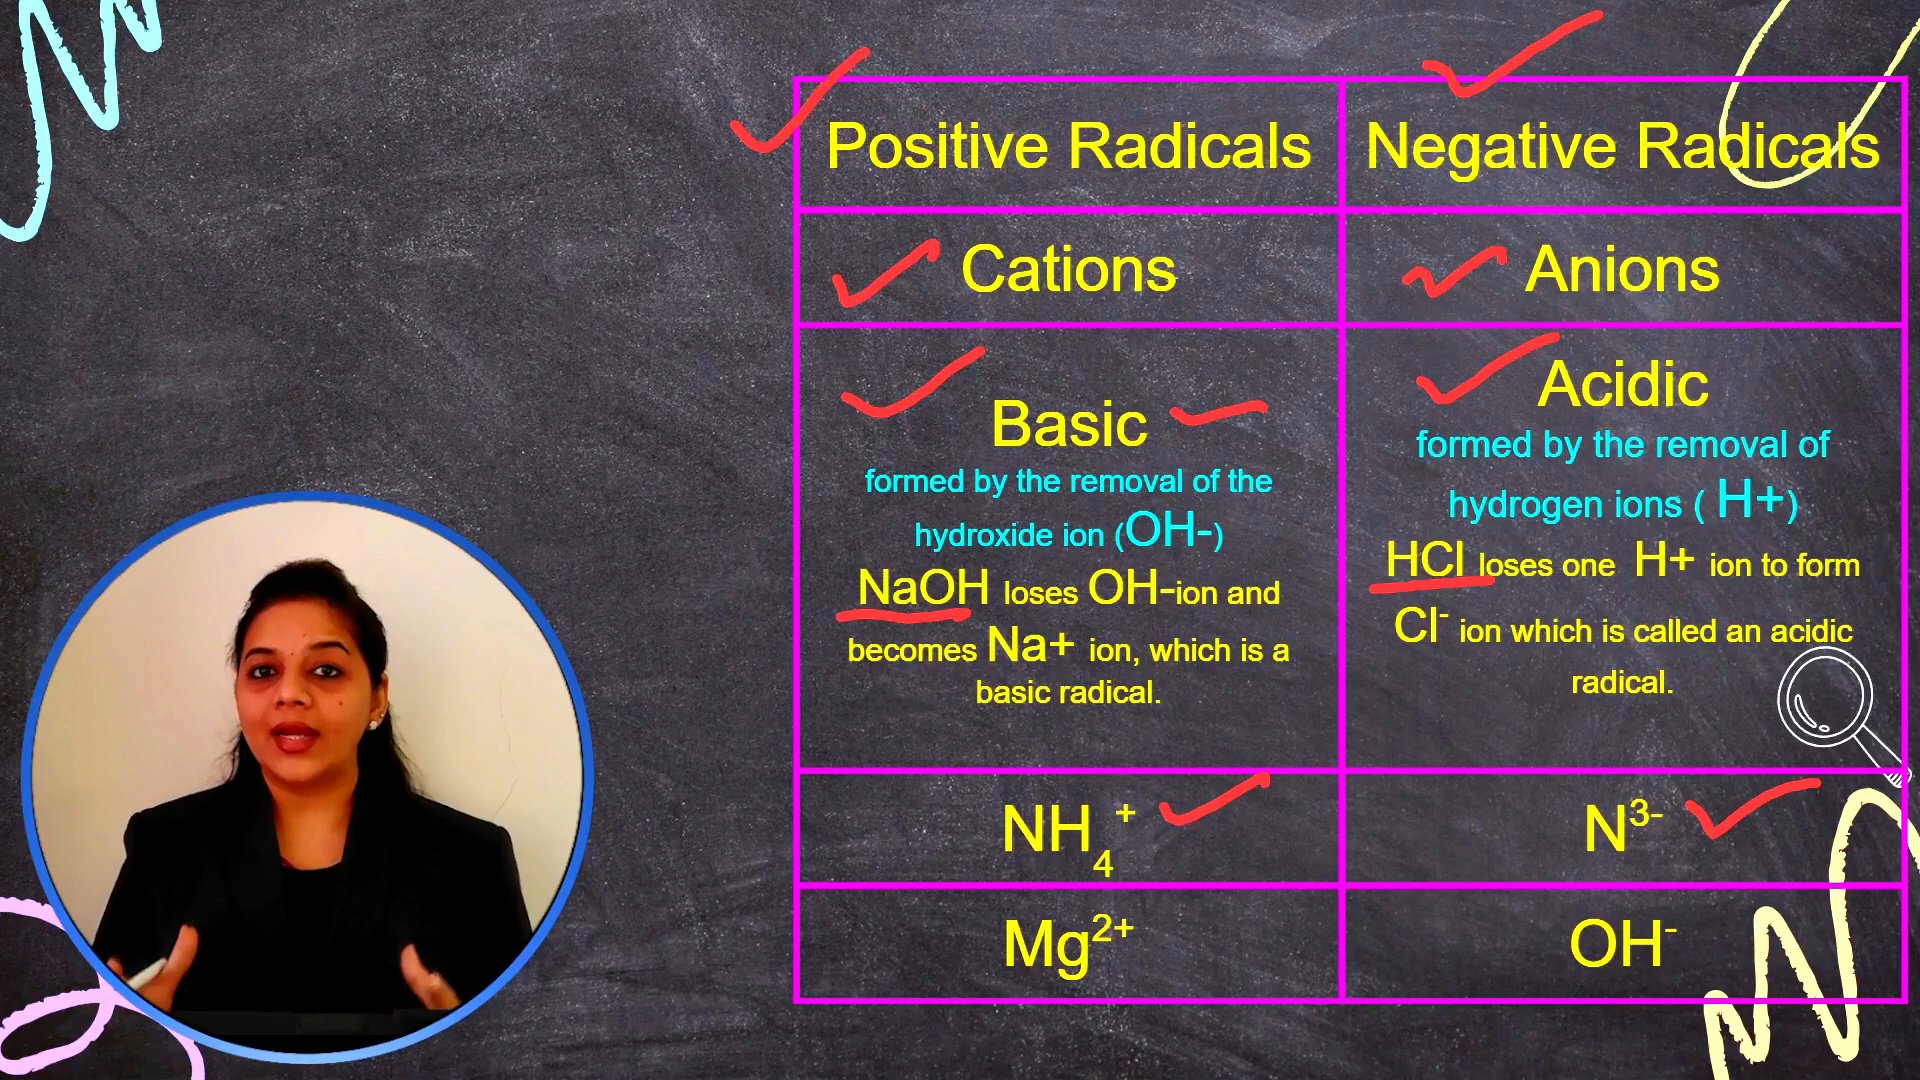 Positive Radicals
Negative Radicals
Cations
Anions
Basic
formed by the removal of the
hydroxide ion (OH-)
NaOH loses OH-ion and
becomes Na+ ion, which is a
basic radical.
Acidic
formed by the removal of
hydrogen ions ( H+)
HCl loses one H+ ion to form
Cl⁻ ion which is called an acidic
radical.
NH₄⁺
N³⁻
Mg²⁺
OH⁻